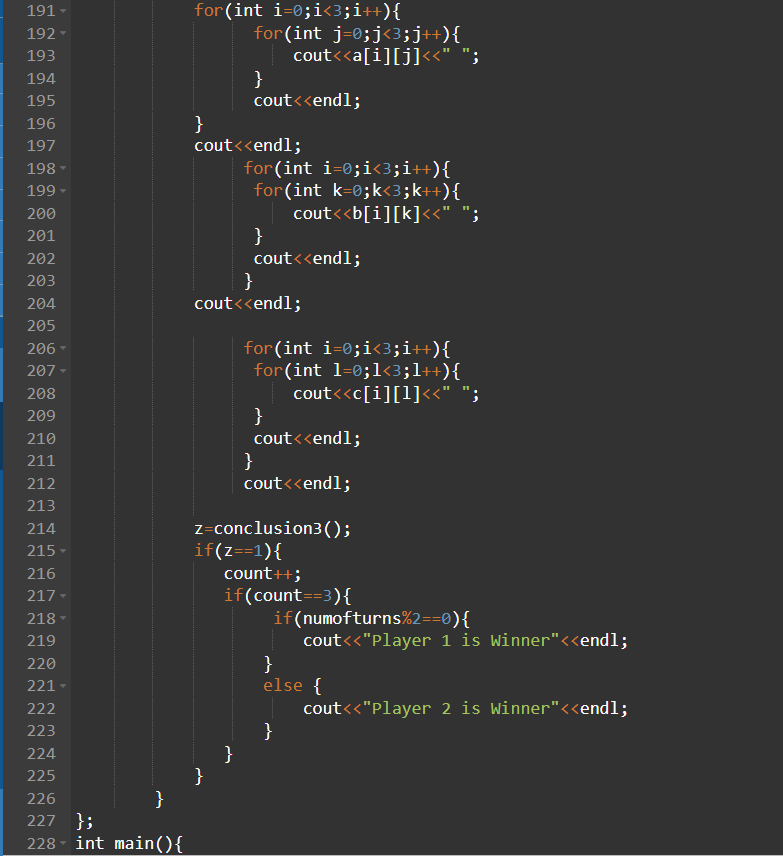 191 for(int i=0;i<3;i++){
192 for(int j=0;j<3;j++){
193 cout<<a[i][j]<<" ";
194 }
195 cout<<endl;
196 }
197 cout<<endl;
198 for(int i=0;i<3;i++){
199 for(int k=0;k<3;k++){
200 cout<<b[i][k]<<" ";
201 }
202 cout<<endl;
203 }
204 cout<<endl;
205
206 for(int i=0;i<3;i++){
207 for(int l=0;l<3;l++){
208 cout<<c[i][l]<<" ";
209 }
210 cout<<endl;
211 }
212 cout<<endl;
213
214 z=conclusion3();
215 if(z==1){
216 count++;
217 if(count==3){
218 if(numofturns%2==0){
219 cout<<"Player 1 is Winner"<<endl;
220 }
221 else {
222 cout<<"Player 2 is Winner"<<endl;
223 }
224 }
225 }
226 }
227 };
228 int main(){